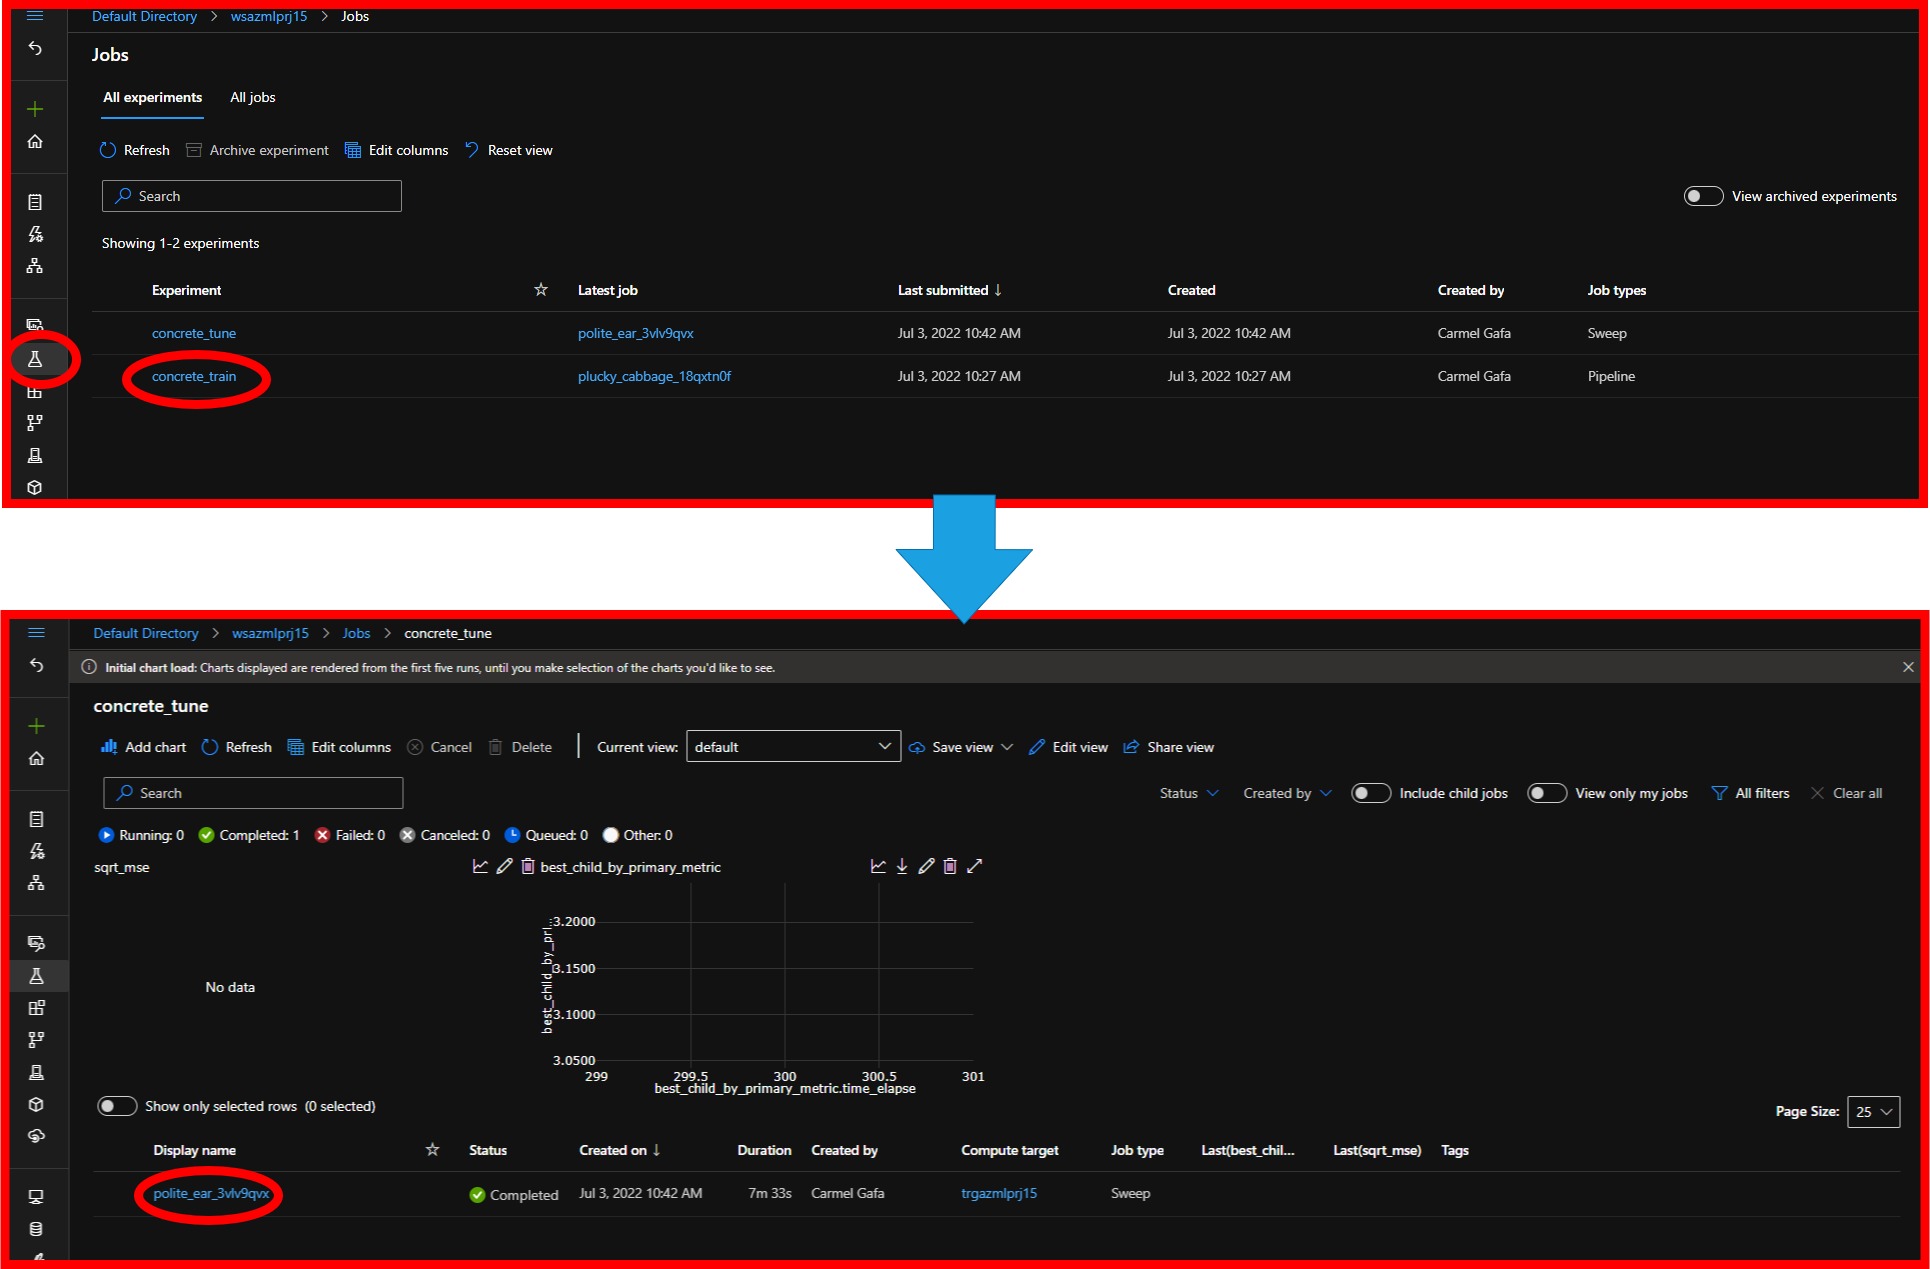 Default Directory > wsazmlprj15 > Jobs
Jobs
All experiments All jobs
Refresh Archive experiment Edit columns Reset view
Search
View archived experiments
Showing 1-2 experiments
Experiment Latest job Last submitted ↓ Created Created by Job types
concrete_tune polite_ear_3vlv9qvx Jul 3, 2022 10:42 AM Jul 3, 2022 10:42 AM Carmel Gafa Sweep
concrete_train plucky_cabbage_18qxtn0f Jul 3, 2022 10:27 AM Jul 3, 2022 10:27 AM Carmel Gafa Pipeline
Default Directory > wsazmlprj15 > Jobs > concrete_tune
Initial chart load: Charts displayed are rendered from the first five runs, until you make selection of the charts you'd like to see.
concrete_tune
Add chart Refresh Edit columns Cancel Delete Current view: default Save view Edit view Share view
Search
Status Created by Include child jobs View only my jobs All filters Clear all
Running: 0 Completed: 1 Failed: 0 Canceled: 0 Queued: 0 Other: 0
sqrt_mse
No data
best_child_by_primary_metric
best_child_by_pri...
3.2000
3.1500
3.1000
3.0500
299 299.5 300 300.5 301
best_child_by_primary_metric.time_elapse
Show only selected rows (0 selected)
Page Size: 25
Display name Status Created on ↓ Duration Created by Compute target Job type Last(best_chil... Last(sqrt_mse) Tags
polite_ear_3vlv9qvx Completed Jul 3, 2022 10:42 AM 7m 33s Carmel Gafa trgazmlprj15 Sweep